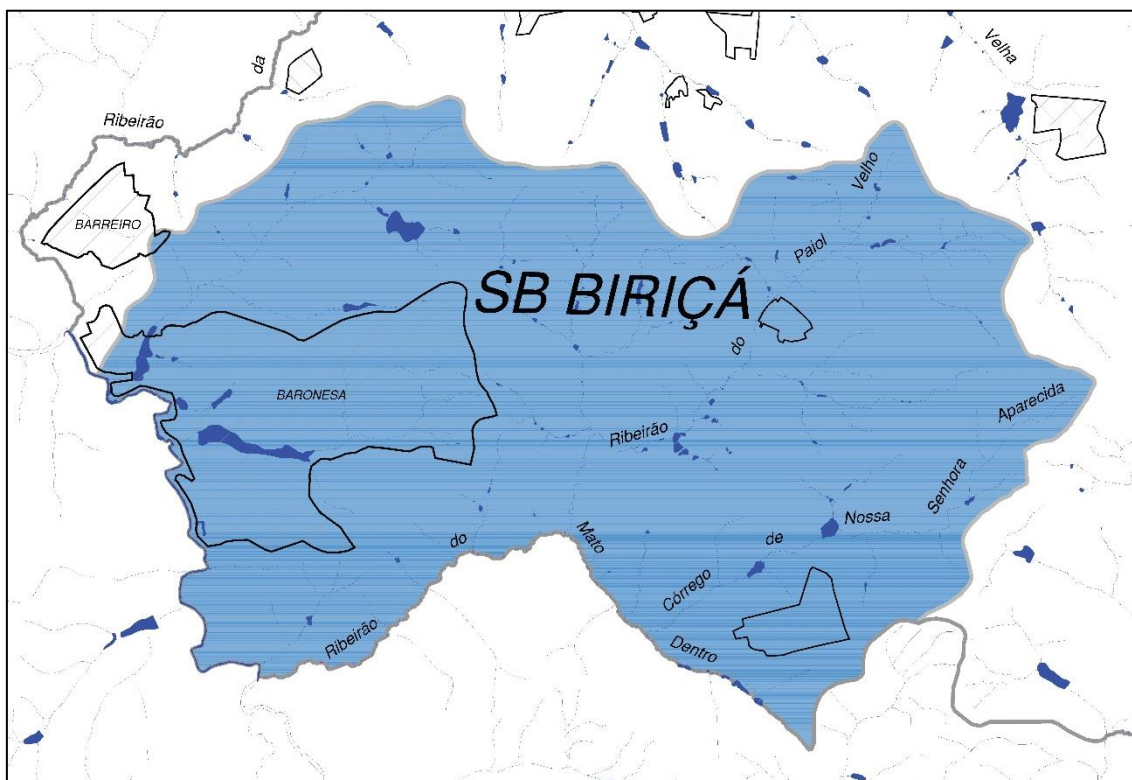 Velha
da
Ribeirão
Velho
BARREIRO
Paiol
SB BIRIÇÁ
do
BARONESA
Aparecida
Ribeirão
Senhora
Nossa
de
do
Mato
Córrego
Ribeirão
Dentro